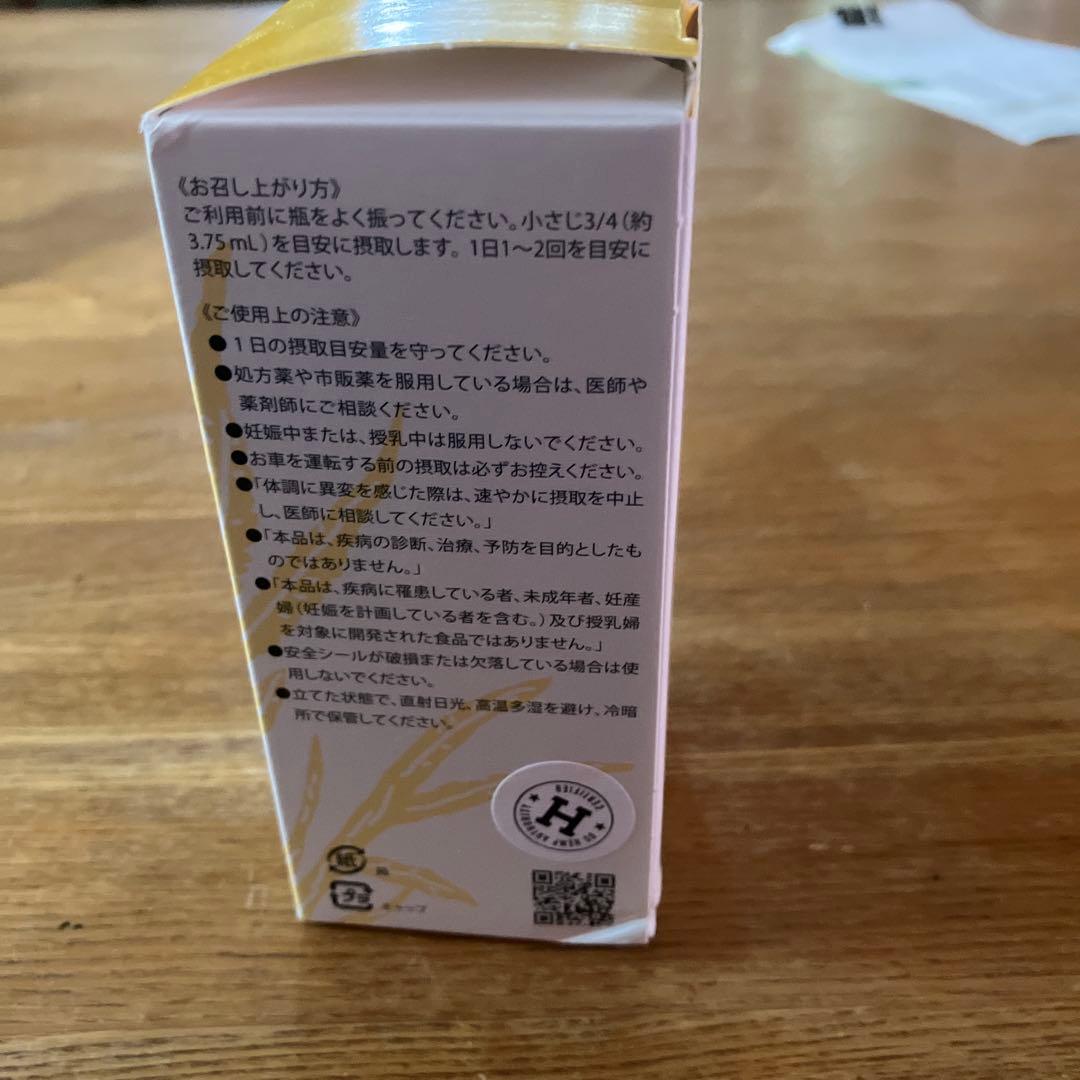 《お召し上がり方》
ご利用前に瓶をよく振ってください。小さじ3/4(約
3.75mL)を目安に摂取します。1日1〜2回を目安に
摂取してください。
《ご使用上の注意》
●1日の摂取目安量を守ってください。
●処方薬や市販薬を服用している場合は、医師や
薬剤師にご相談ください。
●妊娠中または、授乳中は服用しないでください。
●お車を運転する前の摂取は必ずお控えください。
●「体調に異変を感じた際は、速やかに摂取を中止
し、医師に相談してください。」
●「本品は、疾病の診断、治療、予防を目的としたも
のではありません。」
●「本品は、疾病に罹患している者、未成年者、妊産
婦(妊娠を計画している者を含む。)及び授乳婦
を対象に開発された食品ではありません。」
●安全シールが破損または欠落している場合は使
用しないでください。
●立てた状態で、直射日光、高温多湿を避け、冷暗
所で保管してください。
H
US HEMP AUTHORITY
CERTIFIED
紙
プラ キャップ